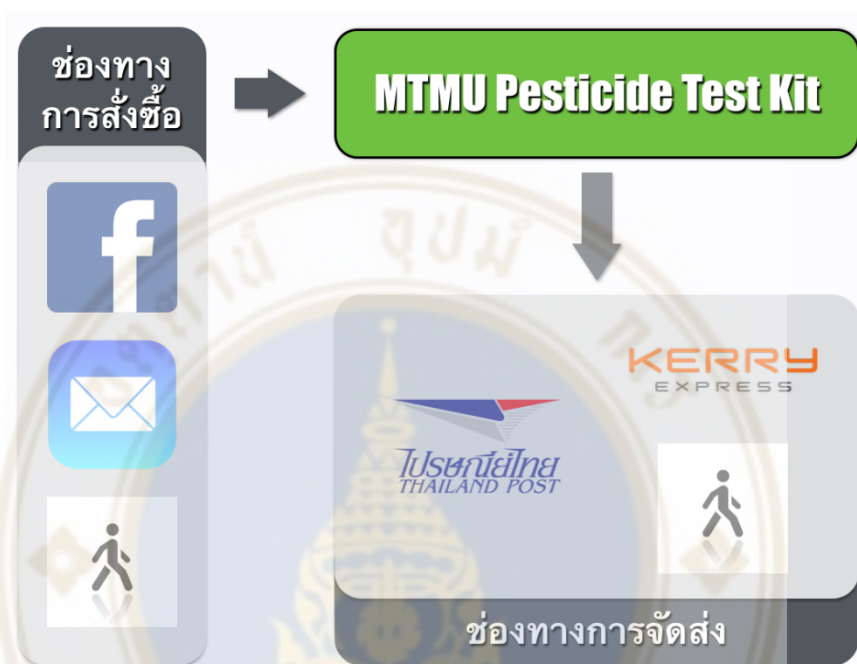 ช่องทาง
การสั่งซื้อ
MTMU Pesticide Test Kit
f
KERRY
EXPRESS
ไปรษณีย์ไทย
THAILAND POST
ช่องทางการจัดส่ง